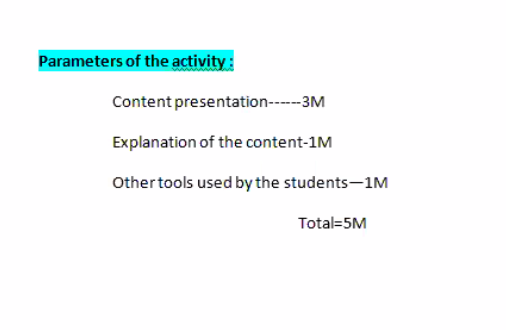 Parameters of the activity :
Content presentation------3M
Explanation of the content-1M
Other tools used by the students—1M
Total=5M